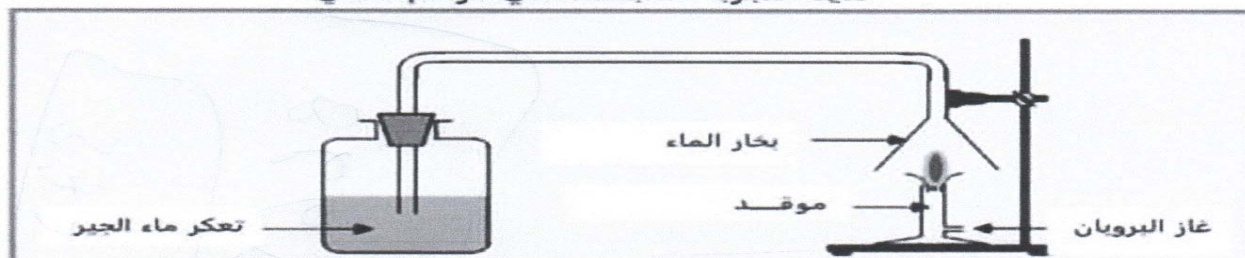 بخار الماء
موقد
غاز البروبان
تعكر ماء الجير